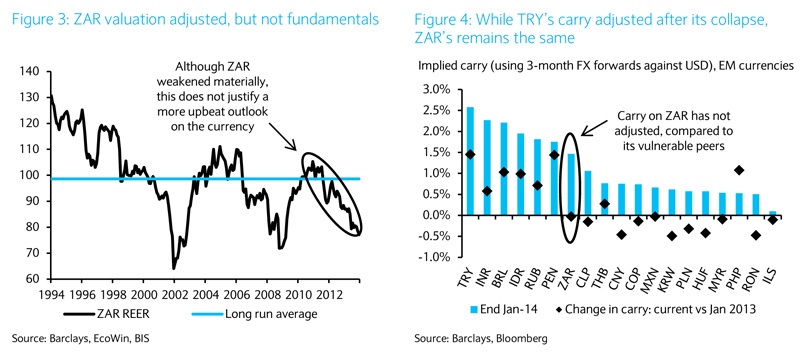 Figure 3: ZAR valuation adjusted, but not fundamentals
Although ZAR
weakened materially,
this does not justify a
more upbeat outlook
on the currency
140
130
120
110
100
90
80
70
60
1994 1996 1998 2000 2002 2004 2006 2008 2010 2012
ZAR REER
Long run average
Source: Barclays, EcoWin, BIS
Figure 4: While TRY's carry adjusted after its collapse,
ZAR's remains the same
Implied carry (using 3-month FX forwards against USD), EM currencies
Carry on ZAR has not
adjusted, compared to
its vulnerable peers
3.0%
2.5%
2.0%
1.5%
1.0%
0.5%
0.0%
-0.5%
-1.0%
TRY INR BRL IDR RUB PEN ZAR CLP THB CNY COP MXN KRW PLN HUF MYR PHP RON ILS
End Jan-14
Change in carry: current vs Jan 2013
Source: Barclays, Bloomberg